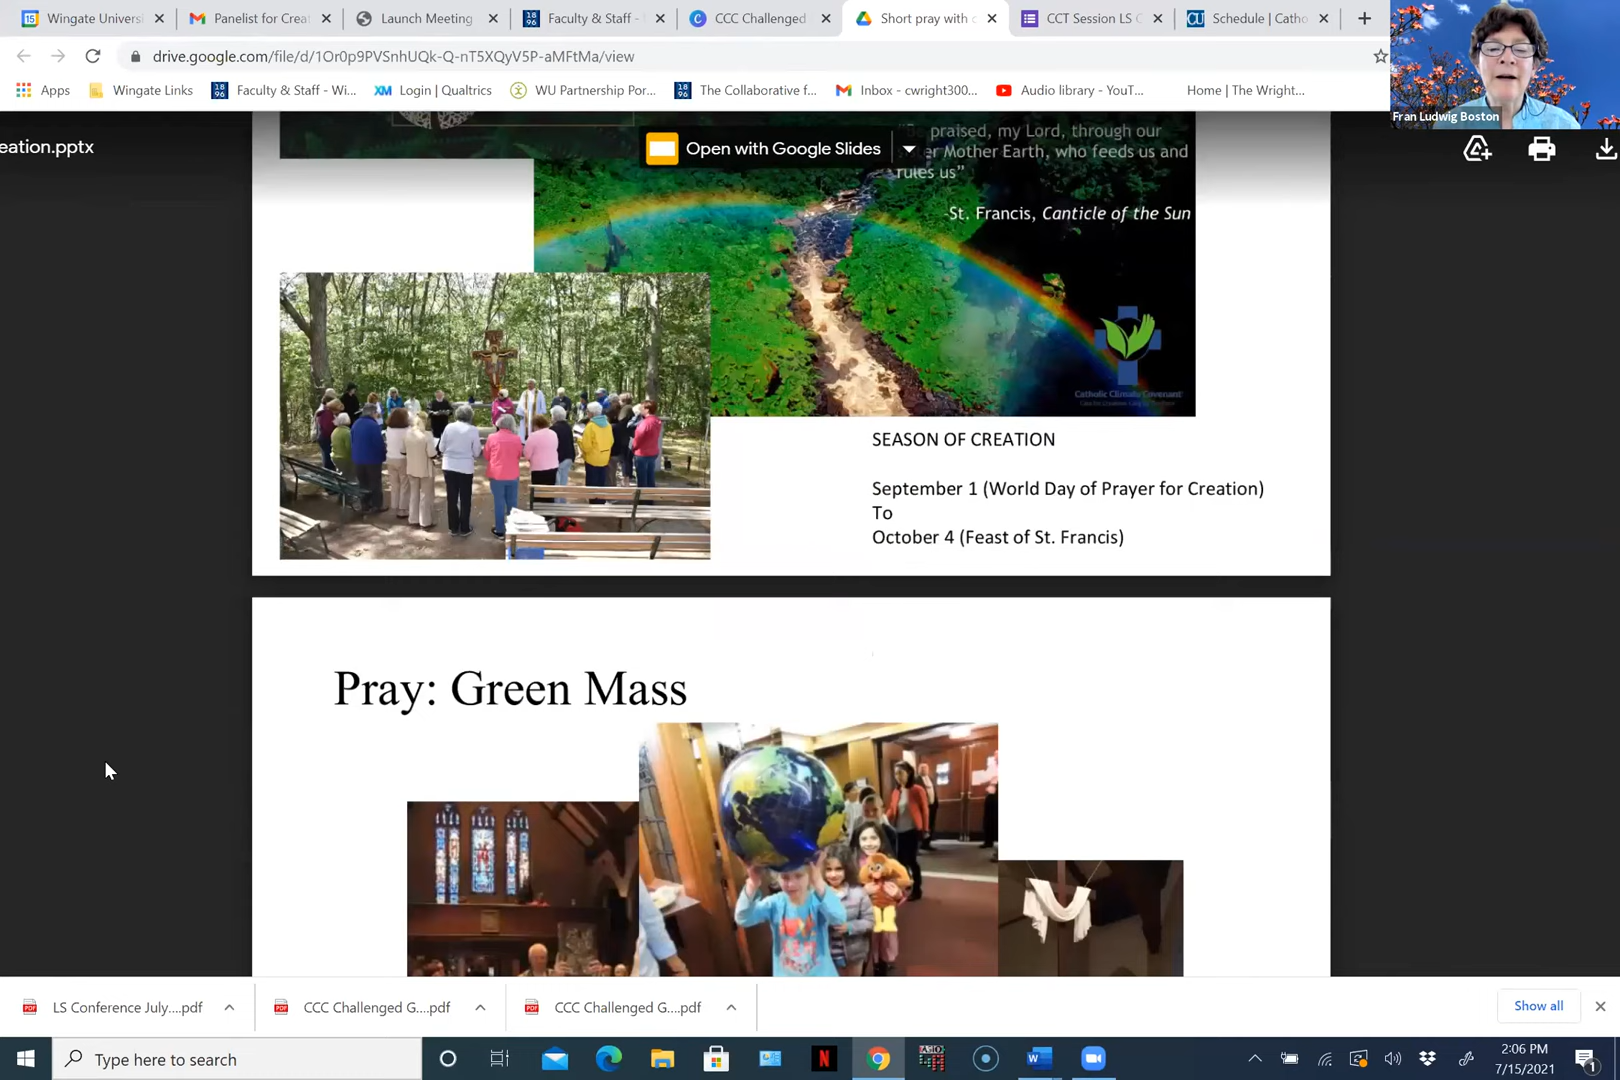 Wingate Universi
Panelist for Crea
Launch Meeting
Faculty & Staff -
CCC Challenged
Short pray with c
CCT Session LS C
Schedule | Catho
drive.google.com/file/d/1Or0p9PVSnhUQk-Q-nT5XQyV5P-aMFtMa/view
Apps
Wingate Links
Faculty & Staff - Wi...
Login | Qualtrics
WU Partnership Por...
The Collaborative f...
Inbox - cwright300...
Audio library - YouT...
Home | The Wright...
Fran Ludwig Boston
eation.pptx
Open with Google Slides
"Be praised, my Lord, through our
er Mother Earth, who feeds us and
rules us"
-St. Francis, Canticle of the Sun
Catholic Climate Covenant
SEASON OF CREATION
September 1 (World Day of Prayer for Creation)
To
October 4 (Feast of St. Francis)
Pray: Green Mass
LS Conference July....pdf
CCC Challenged G....pdf
CCC Challenged G....pdf
Show all
Type here to search
2:06 PM
7/15/2021